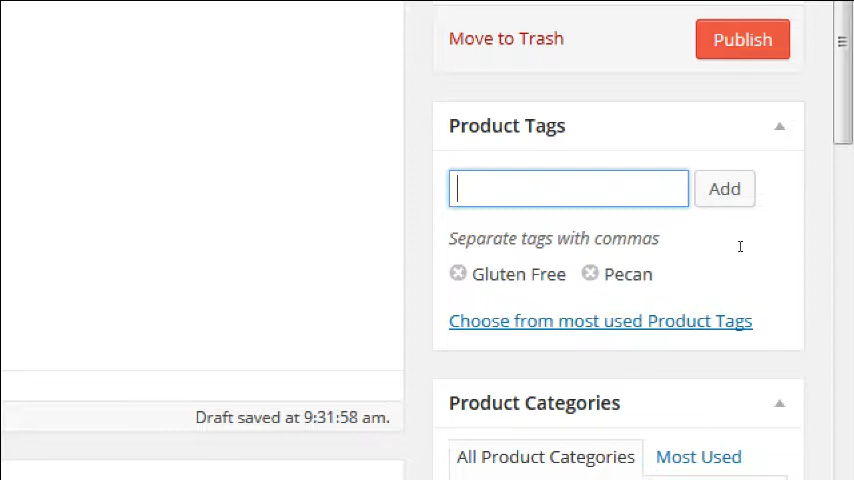 Move to Trash
Publish
Product Tags
Add
Separate tags with commas
Gluten Free
Pecan
Choose from most used Product Tags
Draft saved at 9:31:58 am.
Product Categories
All Product Categories
Most Used